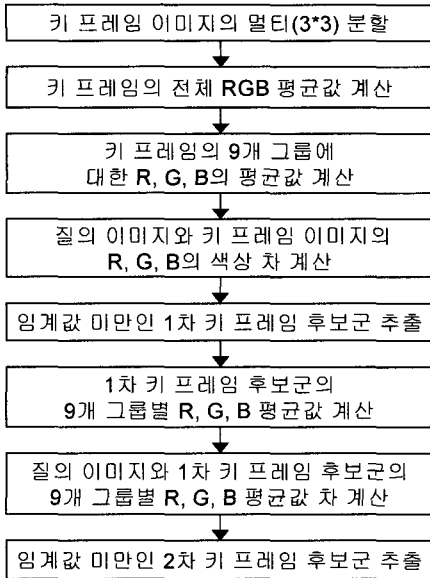 키 프레임 이미지의 멀티(3*3) 분할
키 프레임의 전체 RGB 평균값 계산
키 프레임의 9개 그룹에
대한 R, G, B의 평균값 계산
질의 이미지와 키 프레임 이미지의
R, G, B의 색상 차 계산
임계값 미만인 1차 키 프레임 후보군 추출
1차 키 프레임 후보군의
9개 그룹별 R, G, B 평균값 계산
질의 이미지와 1차 키 프레임 후보군의
9개 그룹별 R, G, B 평균값 차 계산
임계값 미만인 2차 키 프레임 후보군 추출